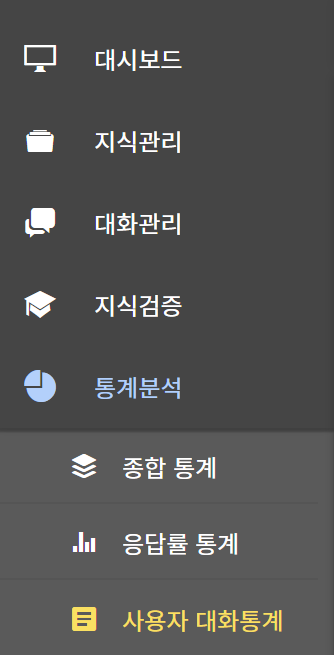 대시보드
지식관리
대화관리
지식검증
통계분석
종합 통계
응답률 통계
사용자 대화통계